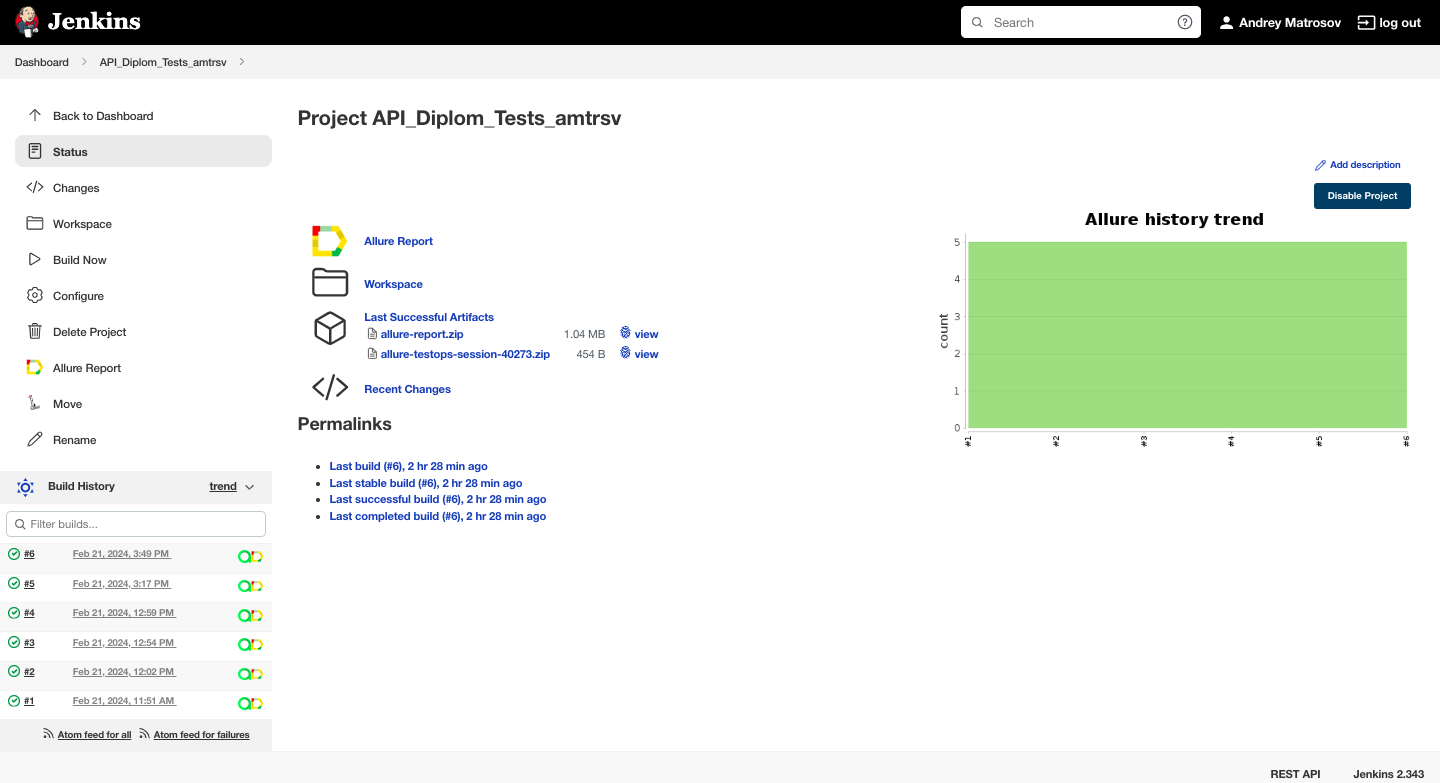 Jenkins
Search
Andrey Matrosov
log out
Dashboard
API_Diplom_Tests_amtrsv
Back to Dashboard
Status
Changes
Workspace
Build Now
Configure
Delete Project
Allure Report
Move
Rename
Build History trend
Filter builds...
#6 Feb 21, 2024, 3:49 PM
#5 Feb 21, 2024, 3:17 PM
#4 Feb 21, 2024, 12:59 PM
#3 Feb 21, 2024, 12:54 PM
#2 Feb 21, 2024, 12:02 PM
#1 Feb 21, 2024, 11:51 AM
Atom feed for all Atom feed for failures
Project API_Diplom_Tests_amtrsv
Add description
Disable Project
Allure Report
Workspace
Last Successful Artifacts
allure-report.zip 1.04 MB view
allure-testops-session-40273.zip 454 B view
Recent Changes
Permalinks
Last build (#6), 2 hr 28 min ago
Last stable build (#6), 2 hr 28 min ago
Last successful build (#6), 2 hr 28 min ago
Last completed build (#6), 2 hr 28 min ago
Allure history trend
count
5
4
3
2
1
0
#1 #2 #3 #4 #5 #6
REST API Jenkins 2.343